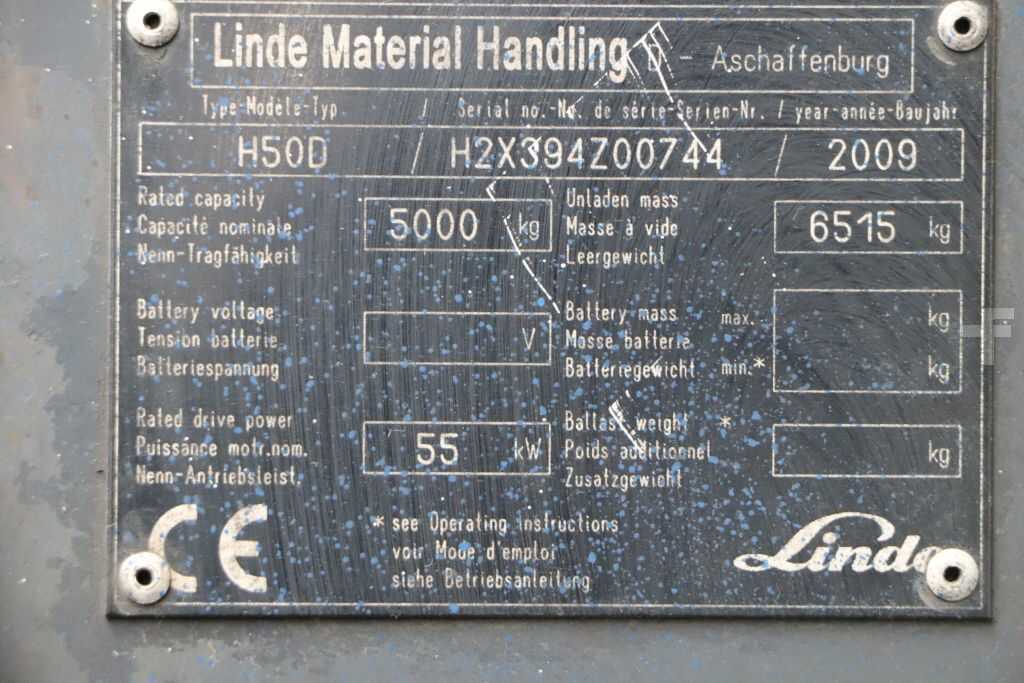 Linde Material Handling D - Aschaffenburg
Type-Modèle-Typ / Serial no.-No. de série-Serien-Nr. / year-année-Baujahr
H50D / H2X394Z00744 / 2009
Rated capacity
Capacité nominale
Nenn-Tragfähigkeit
5000 kg
Unladen mass
Masse à vide
Leergewicht
6515 kg
Battery voltage
Tension batterie
Batteriespannung
V
Battery mass max.
Masse batterie
Batteriegewicht min.*
kg
kg
Rated drive power
Puissance motr.nom.
Nenn-Antriebsleist.
55 kW
Ballast weight *
Poids additionnel
Zusatzgewicht
kg
CE
* see Operating instructions
voir Mode d'emploi
siehe Betriebsanleitung
Linde